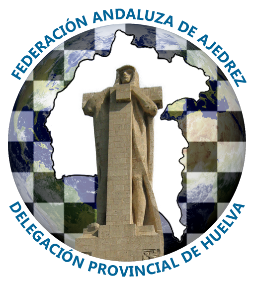 FEDERACIÓN ANDALUZA DE AJEDREZ
DELEGACIÓN PROVINCIAL DE HUELVA